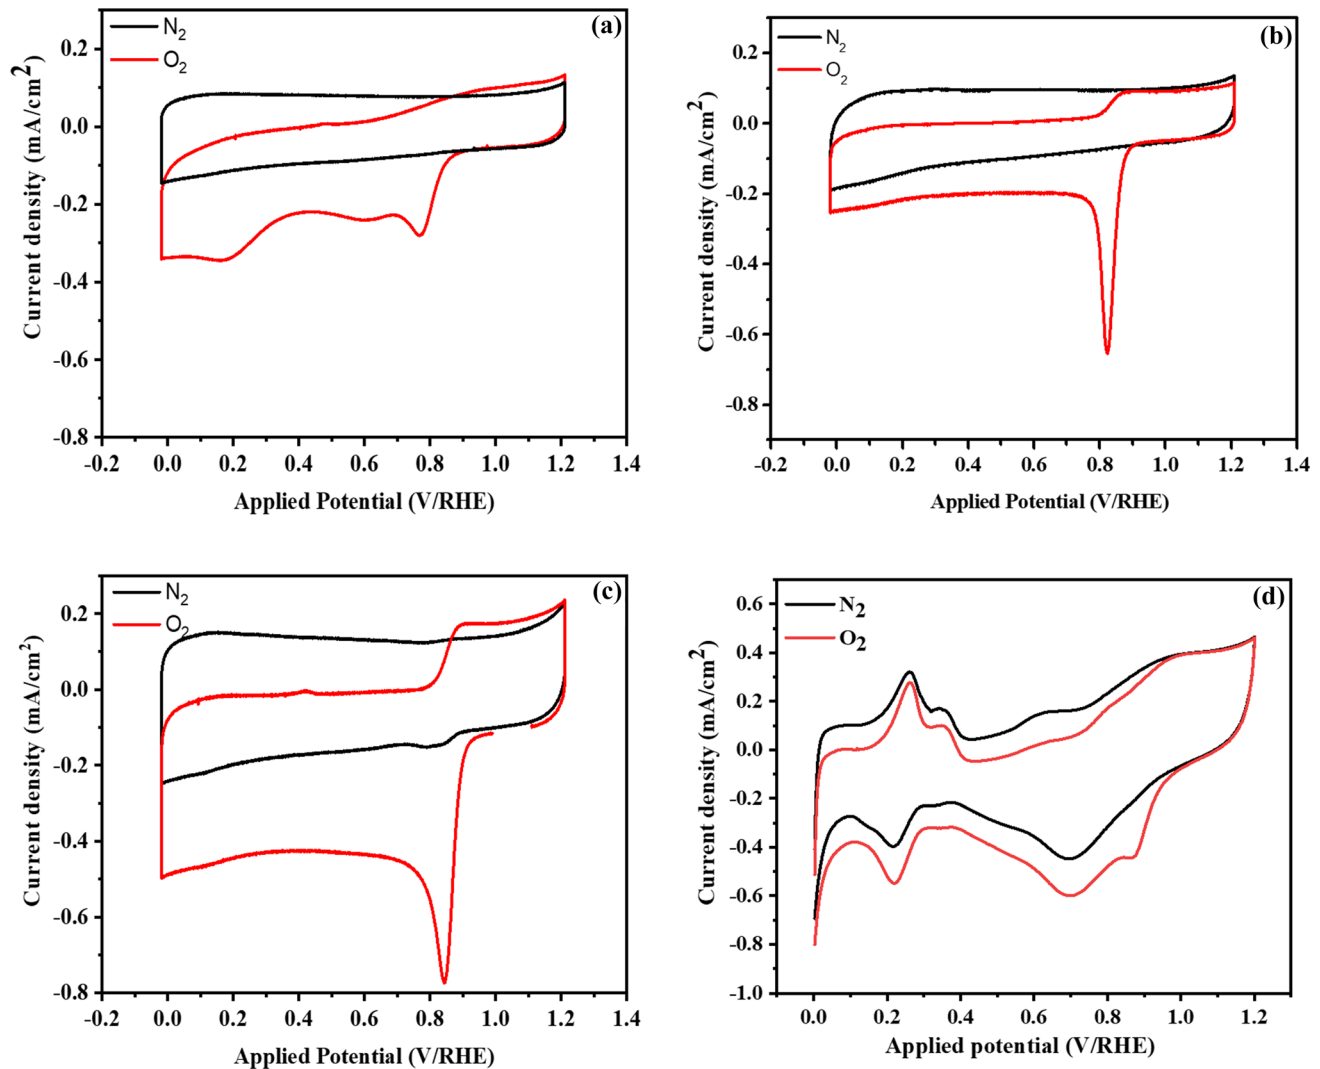 (a)
N2
O2
0.2
0.0
-0.2
-0.4
-0.6
-0.8
Current density (mA/cm2)
-0.2 0.0 0.2 0.4 0.6 0.8 1.0 1.2 1.4
Applied Potential (V/RHE)
(b)
N2
O2
0.2
0.0
-0.2
-0.4
-0.6
-0.8
Current density (mA/cm2)
-0.2 0.0 0.2 0.4 0.6 0.8 1.0 1.2 1.4
Applied Potential (V/RHE)
(c)
N2
O2
0.2
0.0
-0.2
-0.4
-0.6
-0.8
Current density (mA/cm2)
-0.2 0.0 0.2 0.4 0.6 0.8 1.0 1.2 1.4
Applied Potential (V/RHE)
(d)
N2
O2
0.6
0.4
0.2
0.0
-0.2
-0.4
-0.6
-0.8
-1.0
Current density (mA/cm2)
0.0 0.2 0.4 0.6 0.8 1.0 1.2
Applied potential (V/RHE)